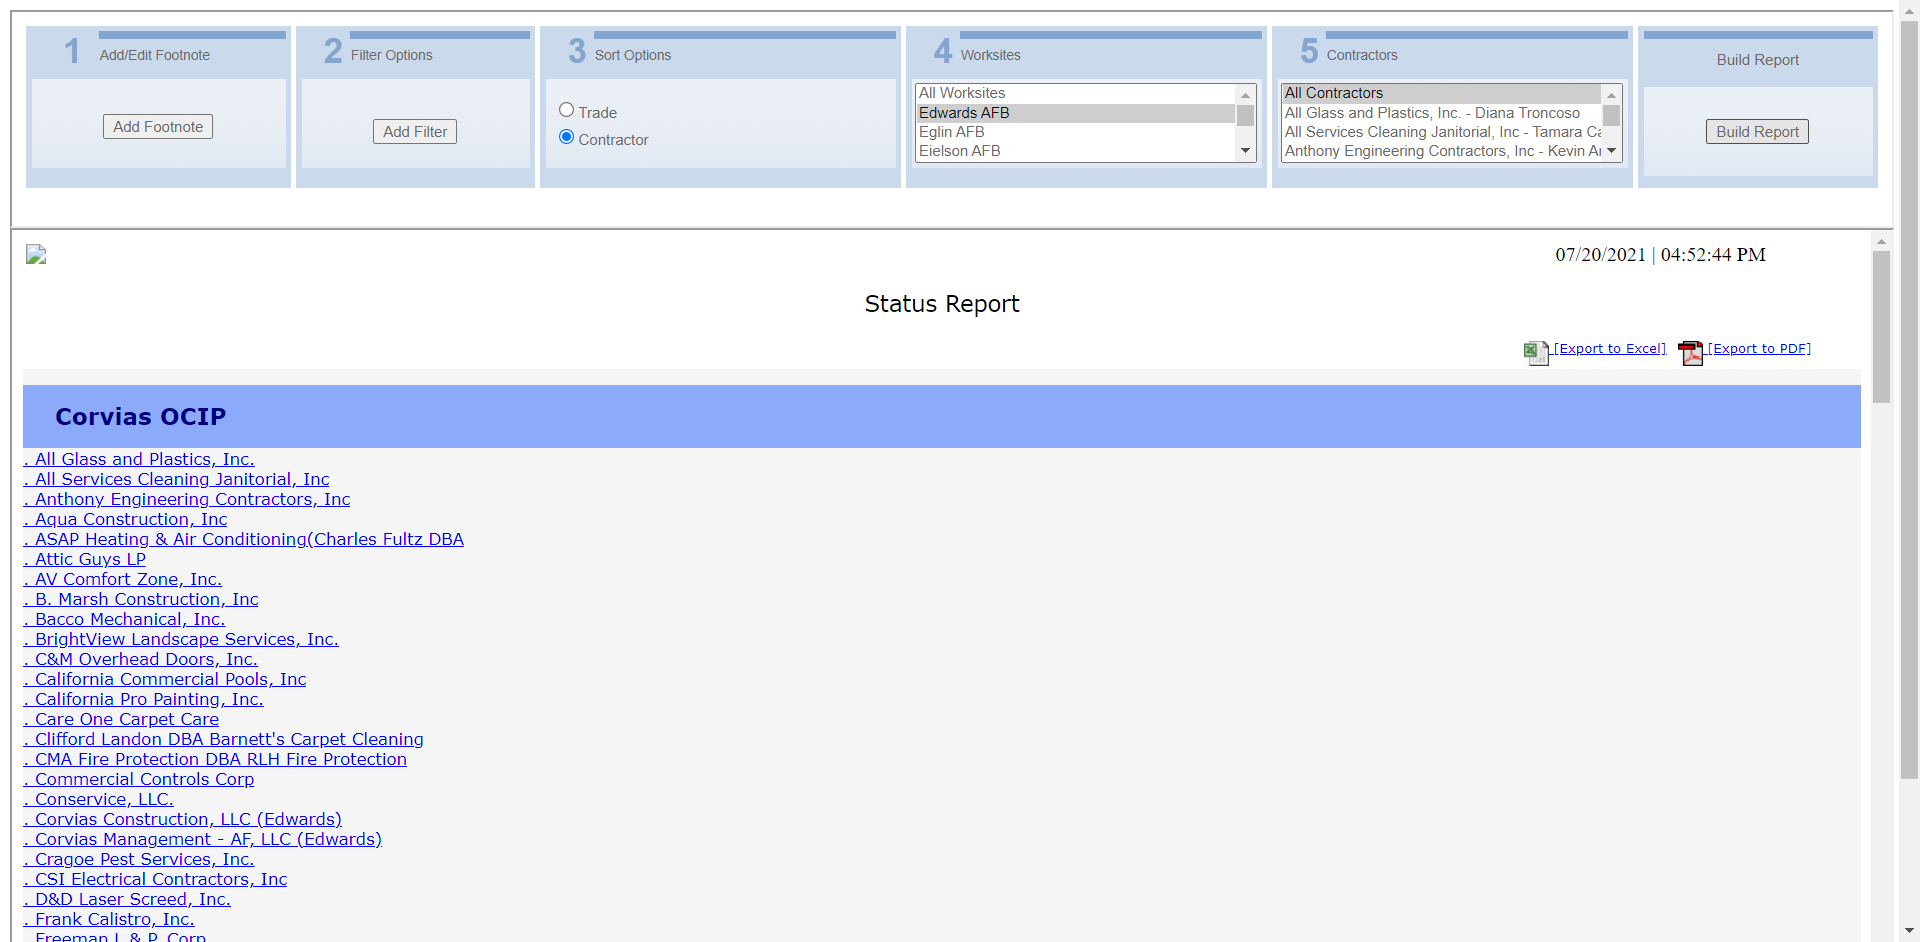 1 Add/Edit Footnote
Add Footnote
2 Filter Options
Add Filter
3 Sort Options
Trade
Contractor
4 Worksites
All Worksites
Edwards AFB
Eglin AFB
Eielson AFB
5 Contractors
All Contractors
All Glass and Plastics, Inc. - Diana Troncoso
All Services Cleaning Janitorial, Inc - Tamara Ca
Anthony Engineering Contractors, Inc - Kevin Ar
Build Report
Build Report
07/20/2021 | 04:52:44 PM
Status Report
[Export to Excel] [Export to PDF]
Corvias OCIP
. All Glass and Plastics, Inc.
. All Services Cleaning Janitorial, Inc
. Anthony Engineering Contractors, Inc
. Aqua Construction, Inc
. ASAP Heating & Air Conditioning(Charles Fultz DBA
. Attic Guys LP
. AV Comfort Zone, Inc.
. B. Marsh Construction, Inc
. Bacco Mechanical, Inc.
. BrightView Landscape Services, Inc.
. C&M Overhead Doors, Inc.
. California Commercial Pools, Inc
. California Pro Painting, Inc.
. Care One Carpet Care
. Clifford Landon DBA Barnett's Carpet Cleaning
. CMA Fire Protection DBA RLH Fire Protection
. Commercial Controls Corp
. Conservice, LLC.
. Corvias Construction, LLC (Edwards)
. Corvias Management - AF, LLC (Edwards)
. Cragoe Pest Services, Inc.
. CSI Electrical Contractors, Inc
. D&D Laser Screed, Inc.
. Frank Calistro, Inc.
. Freeman L & P, Corp